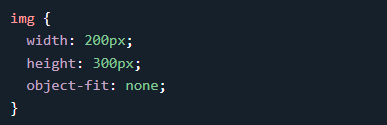 img {
  width: 200px;
  height: 300px;
  object-fit: none;
}